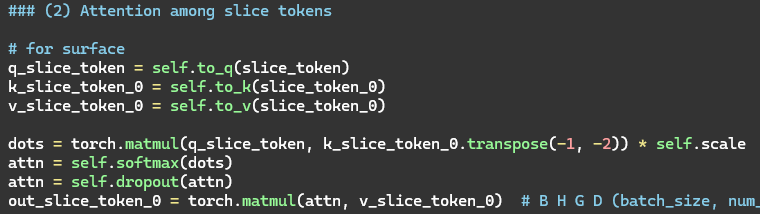 ### (2) Attention among slice tokens
# for surface
q_slice_token = self.to_q(slice_token)
k_slice_token_0 = self.to_k(slice_token_0)
v_slice_token_0 = self.to_v(slice_token_0)
dots = torch.matmul(q_slice_token, k_slice_token_0.transpose(-1, -2)) * self.scale
attn = self.softmax(dots)
attn = self.dropout(attn)
out_slice_token_0 = torch.matmul(attn, v_slice_token_0)  # B H G D (batch_size, num_